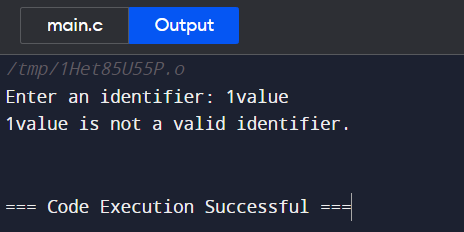 main.c Output
/tmp/1Het85U55P.o
Enter an identifier: 1value
1value is not a valid identifier.
=== Code Execution Successful ===